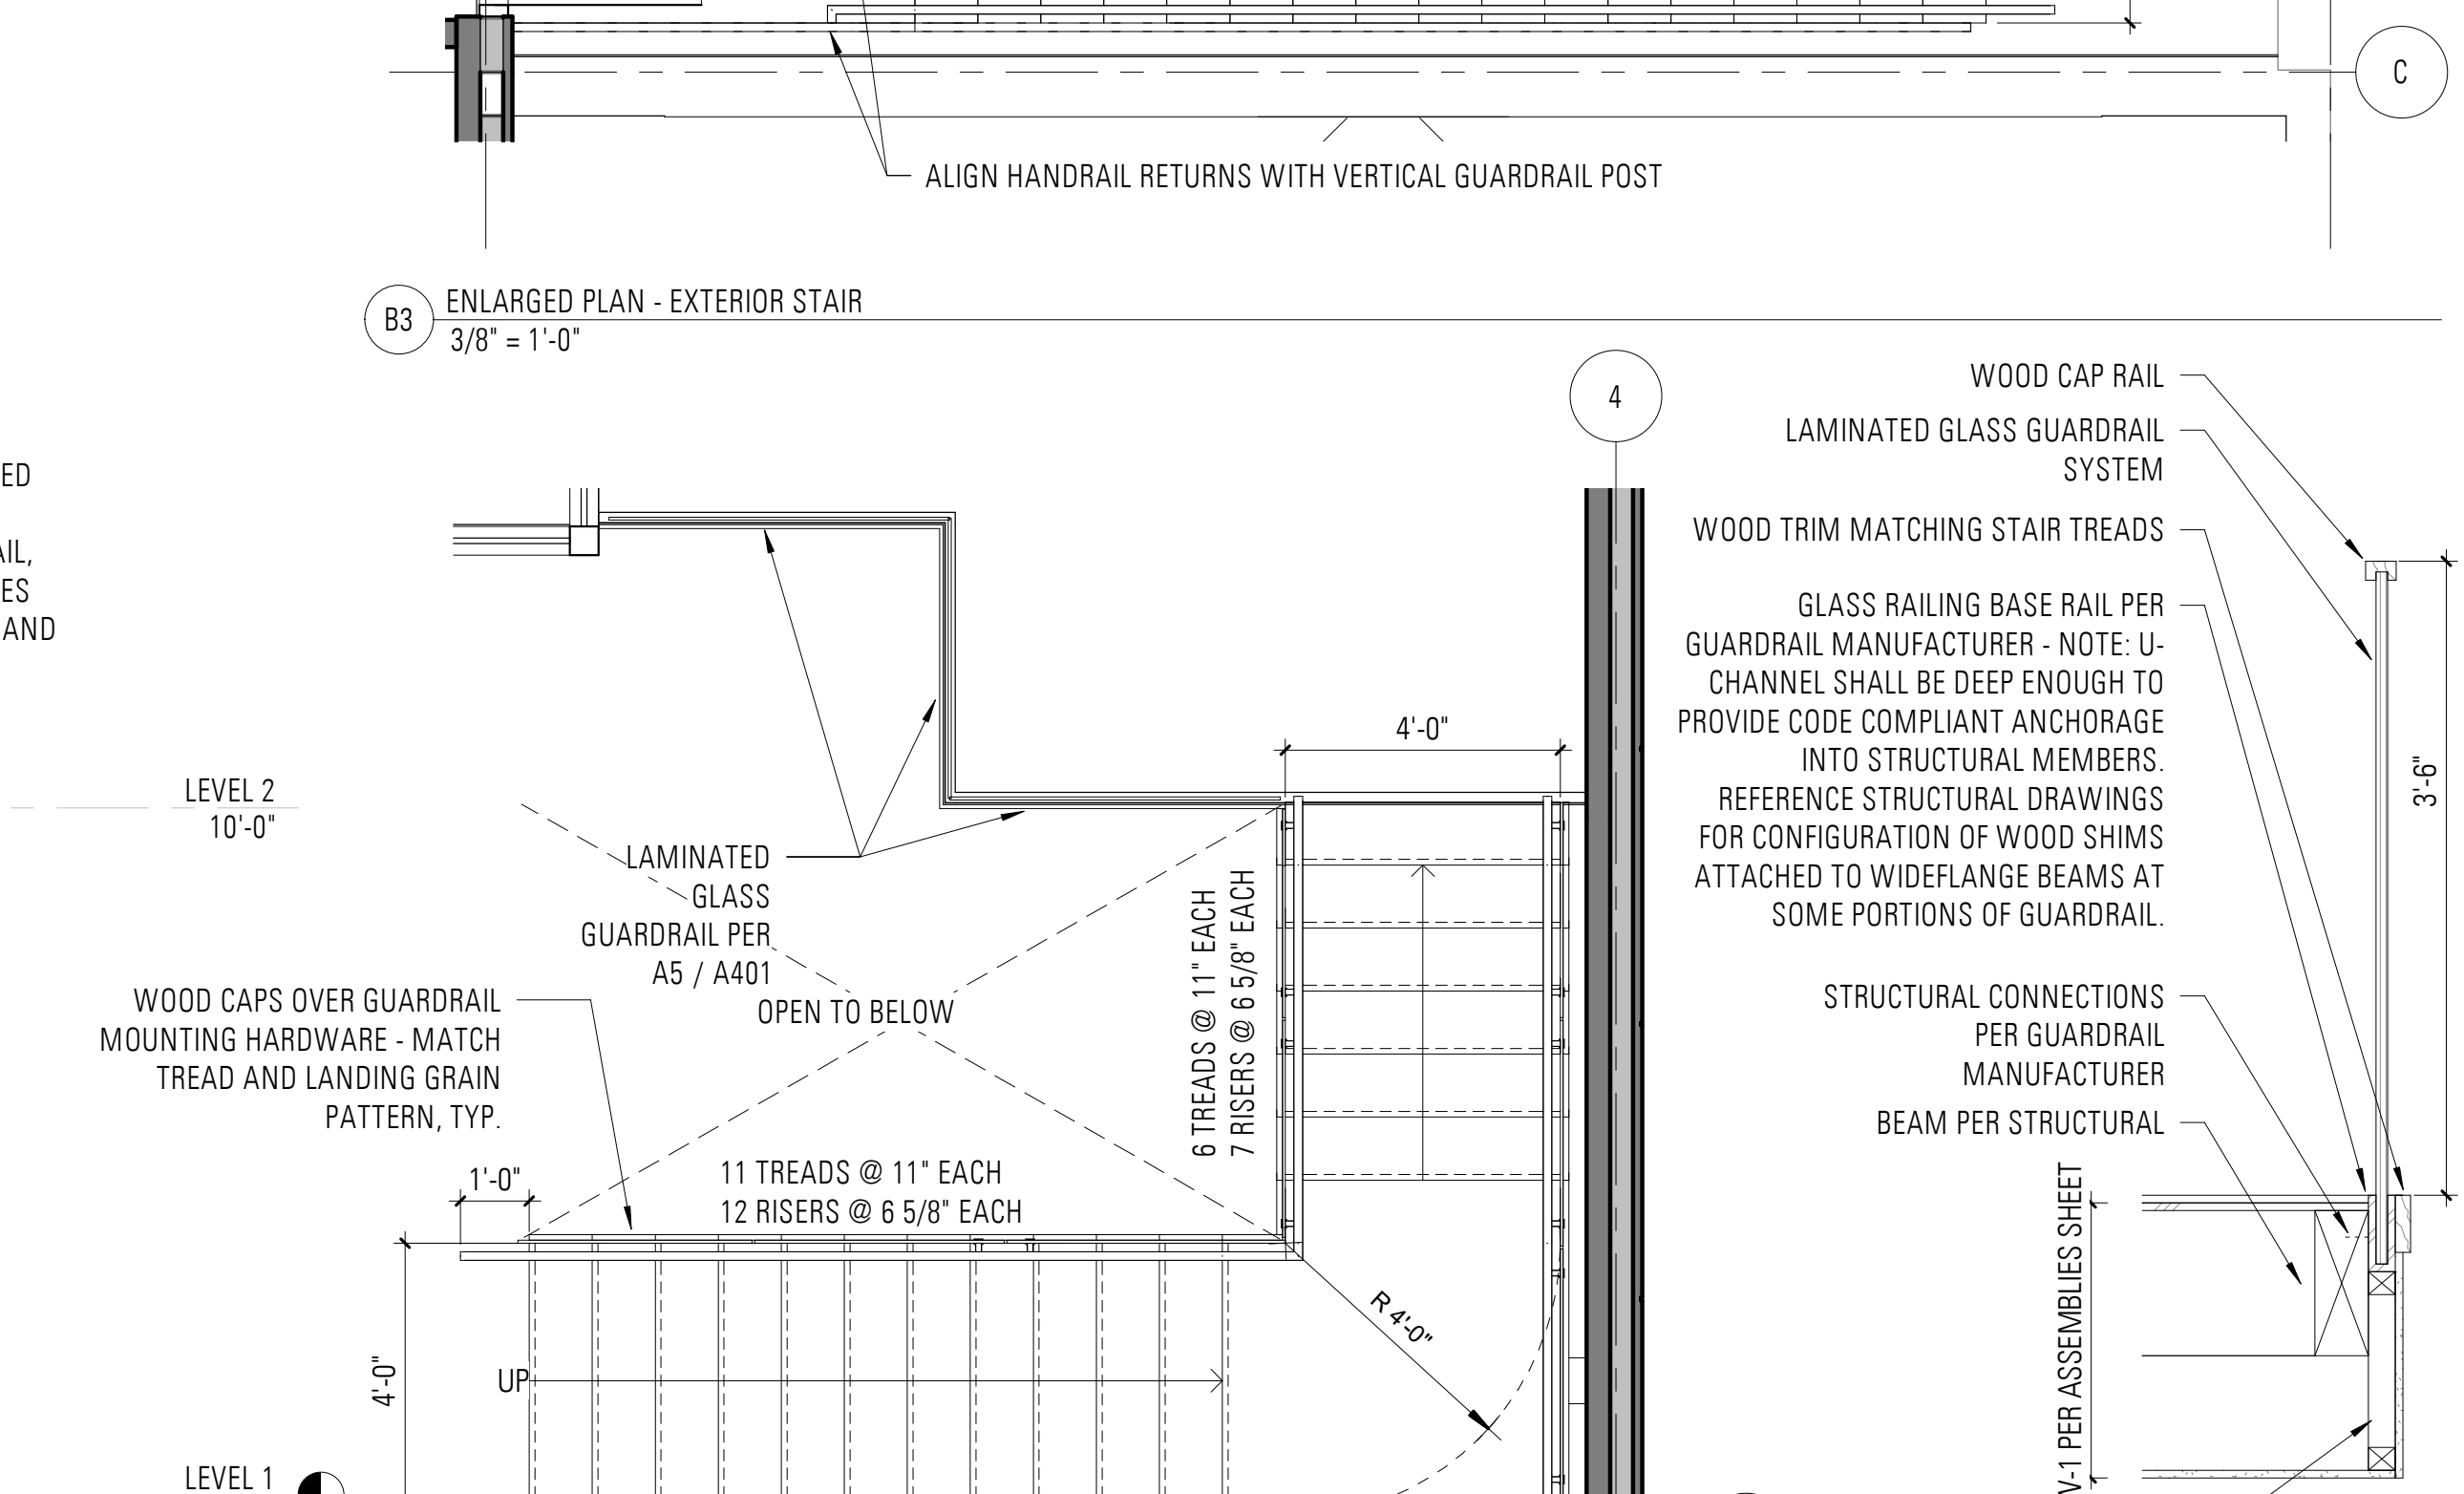 C
ALIGN HANDRAIL RETURNS WITH VERTICAL GUARDRAIL POST
B3
ENLARGED PLAN - EXTERIOR STAIR
3/8" = 1'-0"
4
ED
AIL,
ES
AND
LEVEL 2
10'-0"
LAMINATED
GLASS
GUARDRAIL PER
A5 / A401
OPEN TO BELOW
WOOD CAPS OVER GUARDRAIL
MOUNTING HARDWARE - MATCH
TREAD AND LANDING GRAIN
PATTERN, TYP.
1'-0"
11 TREADS @ 11" EACH
12 RISERS @ 6 5/8" EACH
6 TREADS @ 11" EACH
7 RISERS @ 6 5/8" EACH
4'-0"
R 4'-0"
4'-0"
UP
LEVEL 1
WOOD CAP RAIL
LAMINATED GLASS GUARDRAIL
SYSTEM
WOOD TRIM MATCHING STAIR TREADS
GLASS RAILING BASE RAIL PER
GUARDRAIL MANUFACTURER - NOTE: U-
CHANNEL SHALL BE DEEP ENOUGH TO
PROVIDE CODE COMPLIANT ANCHORAGE
INTO STRUCTURAL MEMBERS.
REFERENCE STRUCTURAL DRAWINGS
FOR CONFIGURATION OF WOOD SHIMS
ATTACHED TO WIDEFLANGE BEAMS AT
SOME PORTIONS OF GUARDRAIL.
STRUCTURAL CONNECTIONS
PER GUARDRAIL
MANUFACTURER
BEAM PER STRUCTURAL
3'-6"
V-1 PER ASSEMBLIES SHEET